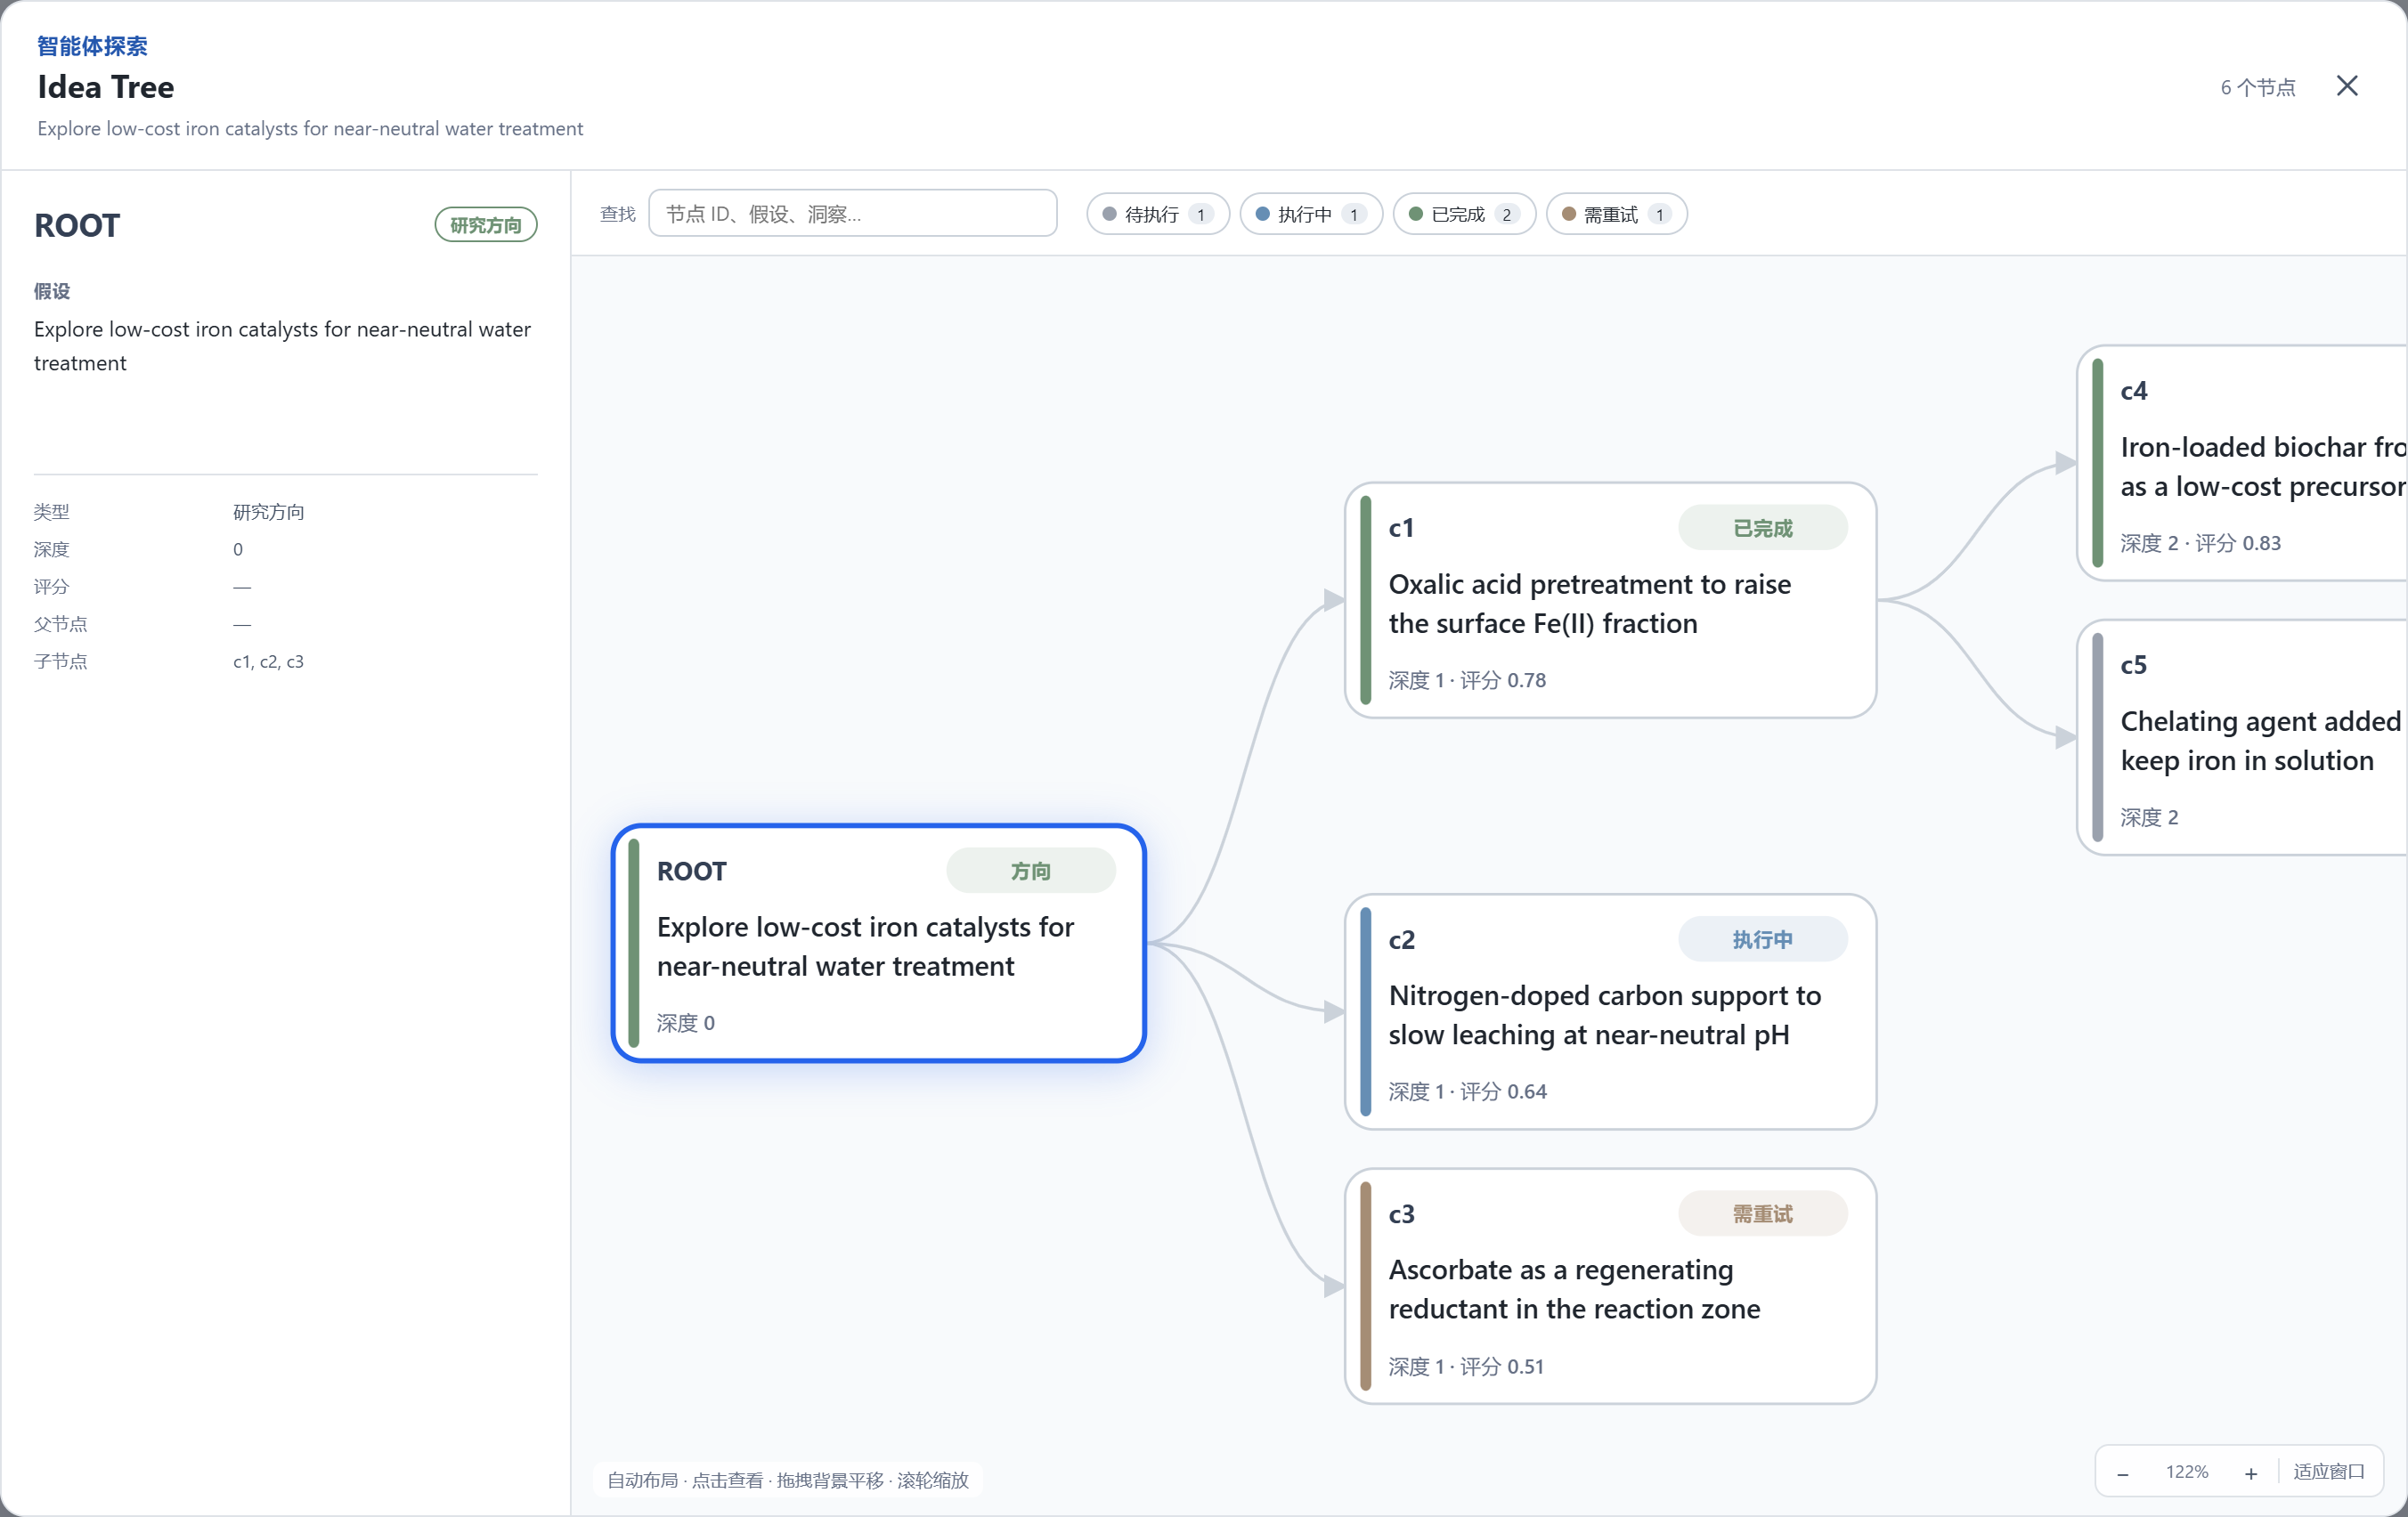 智能体探索
Idea Tree
Explore low-cost iron catalysts for near-neutral water treatment
6 个节点
ROOT
研究方向
假设
Explore low-cost iron catalysts for near-neutral water
treatment
类型 研究方向
深度 0
评分 —
父节点 —
子节点 c1, c2, c3
查找 节点 ID、假设、洞察...
待执行 1
执行中 1
已完成 2
需重试 1
ROOT 方向
Explore low-cost iron catalysts for
near-neutral water treatment
深度 0
c1 已完成
Oxalic acid pretreatment to raise
the surface Fe(II) fraction
深度 1 · 评分 0.78
c2 执行中
Nitrogen-doped carbon support to
slow leaching at near-neutral pH
深度 1 · 评分 0.64
c3 需重试
Ascorbate as a regenerating
reductant in the reaction zone
深度 1 · 评分 0.51
c4
Iron-loaded biochar
as a low-cost precursor
深度 2 · 评分 0.83
c5
Chelating agent added
keep iron in solution
深度 2
自动布局 · 点击查看 · 拖拽背景平移 · 滚轮缩放
– 122% + 适应窗口